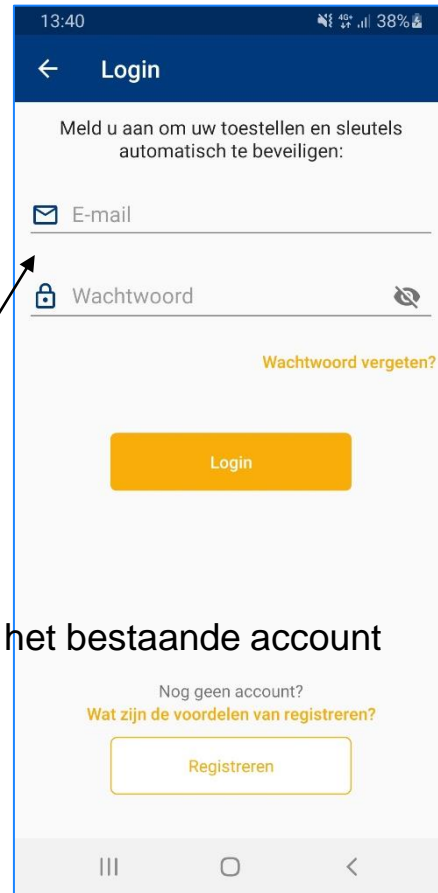 13:40 4G+ 38%
Login
Meld u aan om uw toestellen en sleutels
automatisch te beveiligen:
E-mail
Wachtwoord
Wachtwoord vergeten?
Login
het bestaande account
Nog geen account?
Wat zijn de voordelen van registreren?
Registreren